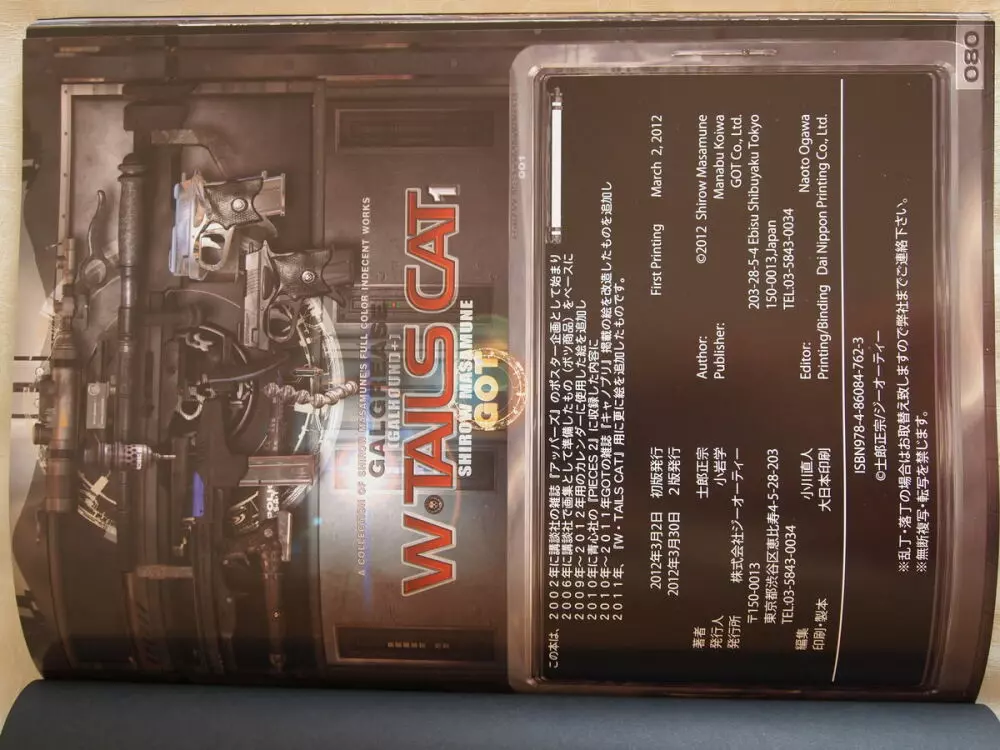 080
001
A COLLECTION OF SHIROW MASAMUNE'S FULL COLOR INDECENT WORKS
GALGREASE
[GALHOUND+]
W·TAILS CAT 1
SHIROW MASAMUNE
GOT
POLICE
この本は、2002年に講談社の雑誌『アッパーズ』のポスター企画として始まり
2006年に講談社で画集として準備したもの（ボツ商品）をベースに
2009年～2012年用のカレンダーに使用した絵を追加し
2010年に青心社の『PIECES 2』に収録した内容に
2010年～2011年GOTの雑誌『キャノプリ』掲載の絵を改造したものを追加し
2011年、『W・TAILS CAT』用に更に絵を追加したものです。
2012年3月2日 初版発行 First Printing March 2, 2012
2012年3月30日 2版発行
著者 士郎正宗 Author: ©2012 Shirow Masamune
発行人 小岩学 Publisher: Manabu Koiwa
発行所 株式会社ジーオーティー GOT Co., Ltd.
〒150-0013 203-28-5-4 Ebisu Shibuyaku Tokyo
東京都渋谷区恵比寿4-5-28-203 150-0013,Japan
TEL:03-5843-0034 TEL:03-5843-0034
編集 小川直人 Editor: Naoto Ogawa
印刷・製本 大日本印刷 Printing/Binding Dai Nippon Printing Co., Ltd.
ISBN978-4-86084-762-3
©士郎正宗/ジーオーティー
※乱丁・落丁の場合はお取替え致しますので弊社までご連絡下さい。
※無断複写・転写を禁じます。